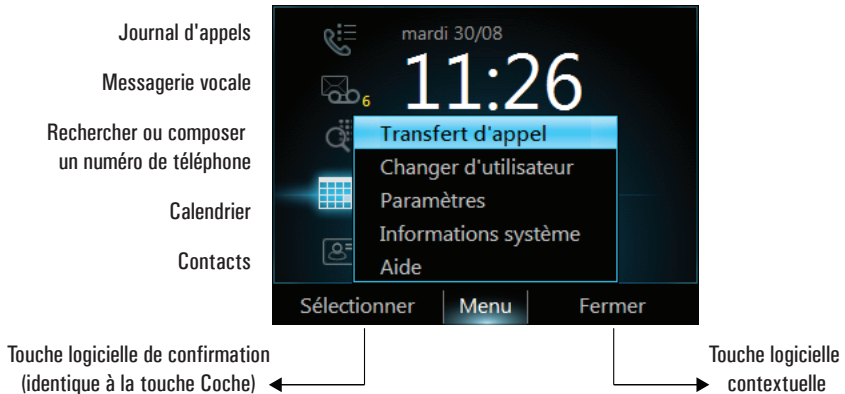 Journal d'appels
Messagerie vocale
Rechercher ou composer
un numéro de téléphone
Calendrier
Contacts
mardi 30/08
11:26
6
Transfert d'appel
Changer d'utilisateur
Paramètres
Informations système
Aide
Sélectionner Menu Fermer
Touche logicielle de confirmation
(identique à la touche Coche)
Touche logicielle
contextuelle